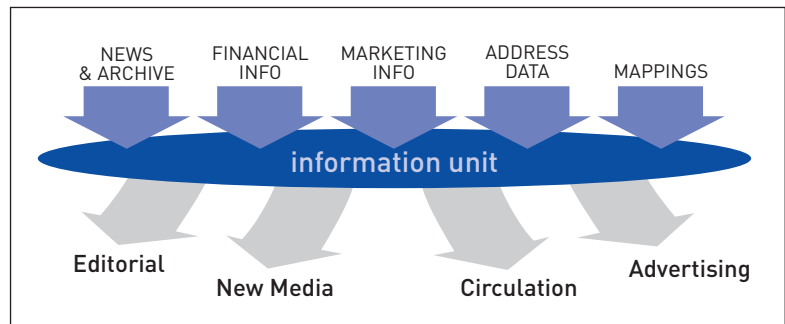 NEWS
& ARCHIVE
FINANCIAL
INFO
MARKETING
INFO
ADDRESS
DATA
MAPPINGS
information unit
Editorial
New Media
Circulation
Advertising